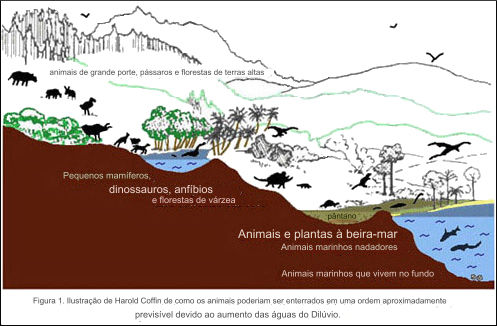 animais de grande porte, pássaros e florestas de terras altas
Pequenos mamíferos,
dinossauros, anfíbios
e florestas de várzea
pântano
Animais e plantas à beira-mar
Animais marinhos nadadores
Animais marinhos que vivem no fundo
Figura 1. Ilustração de Harold Coffin de como os animais poderiam ser enterrados em uma ordem aproximadamente
previsível devido ao aumento das águas do Dilúvio.